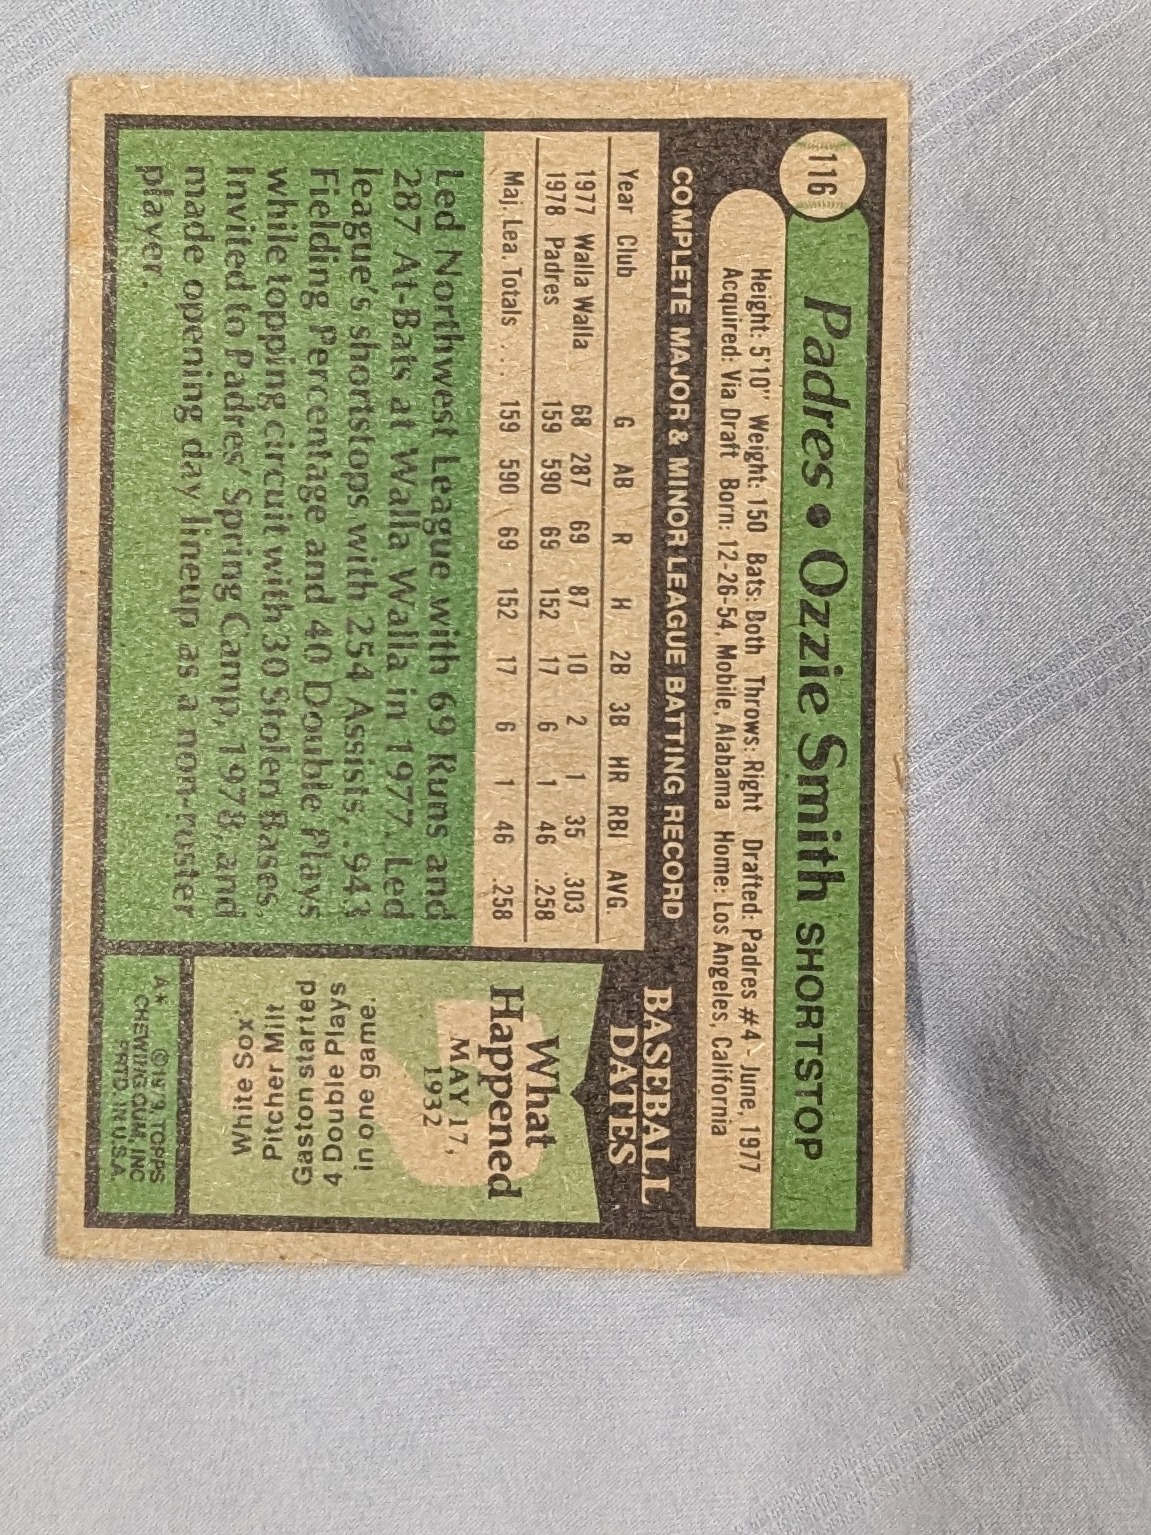 116
Padres • Ozzie Smith SHORTSTOP
Height: 5'10" Weight: 150 Bats: Both Throws: Right Drafted: Padres #4 - June, 1977
Acquired: Via Draft Born: 12-26-54, Mobile, Alabama Home: Los Angeles, California
COMPLETE MAJOR & MINOR LEAGUE BATTING RECORD
Year Club G AB R H 2B 3B HR RBI AVG.
1977 Walla Walla 68 287 69 87 10 2 1 35 .303
1978 Padres 159 590 69 152 17 6 1 46 .258
Maj. Lea. Totals . . 159 590 69 152 17 6 1 46 .258
Led Northwest League with 69 Runs and
287 At-Bats at Walla Walla in 1977. Led
league's shortstops with 254 Assists, .943
Fielding Percentage and 40 Double Plays
while topping circuit with 30 Stolen Bases.
Invited to Padres' Spring Camp, 1978, and
made opening day lineup as a non-roster
player.
BASEBALL
DATES
What
Happened
MAY 17,
1932
White Sox'
Pitcher Milt
Gaston started
4 Double Plays
in one game.
A* © 1979, TOPPS
CHEWING GUM, INC
PRTD. IN U.S.A.